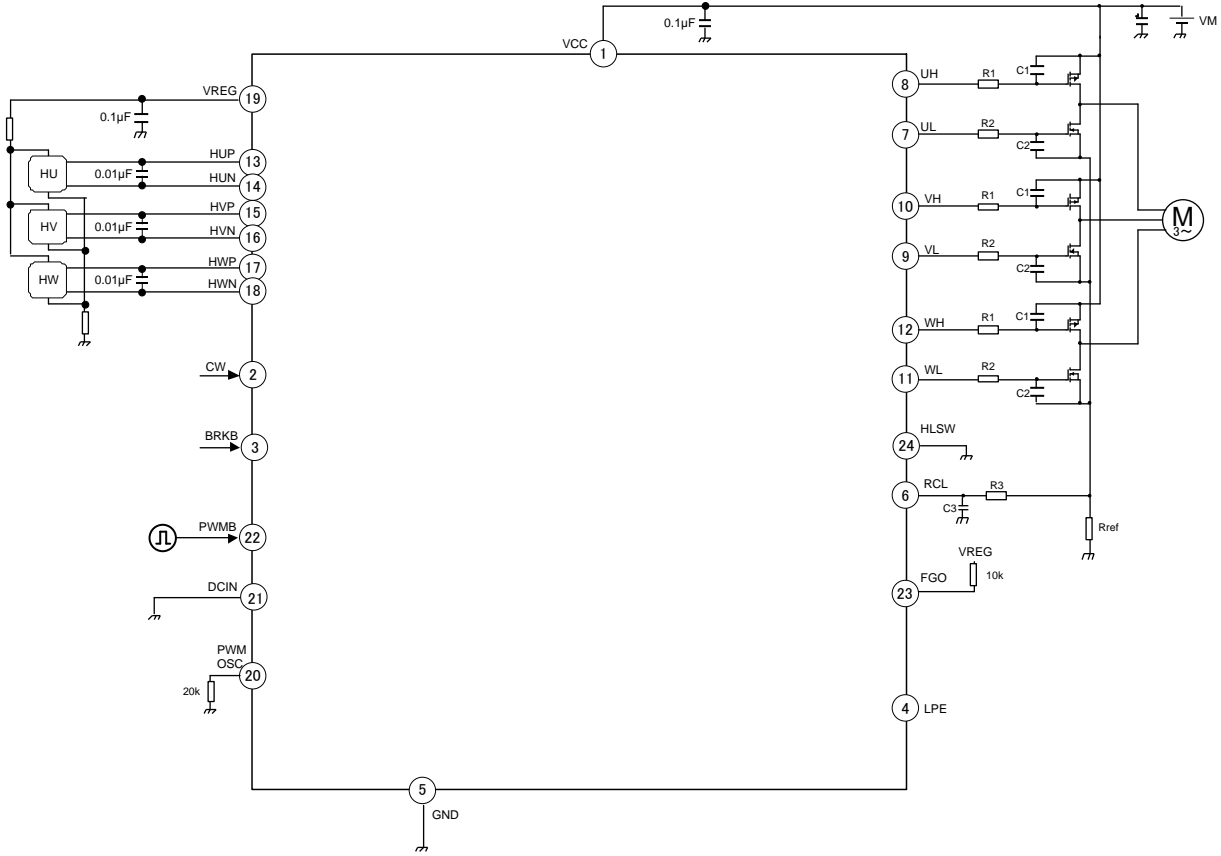 VCC
1
0.1µF
VM
VREG
19
0.1µF
HU
HUP
13
0.01µF
HUN
14
HV
HVP
15
0.01µF
HVN
16
HW
HWP
17
0.01µF
HWN
18
CW
2
BRKB
3
PWMB
22
DCIN
21
PWM
OSC
20
20k
5
GND
8
UH
R1
C1
7
UL
R2
C2
10
VH
R1
C1
9
VL
R2
C2
12
WH
R1
C1
11
WL
R2
C2
M
3~
24
HLSW
6
RCL
R3
C3
Rref
VREG
10k
23
FGO
4
LPE